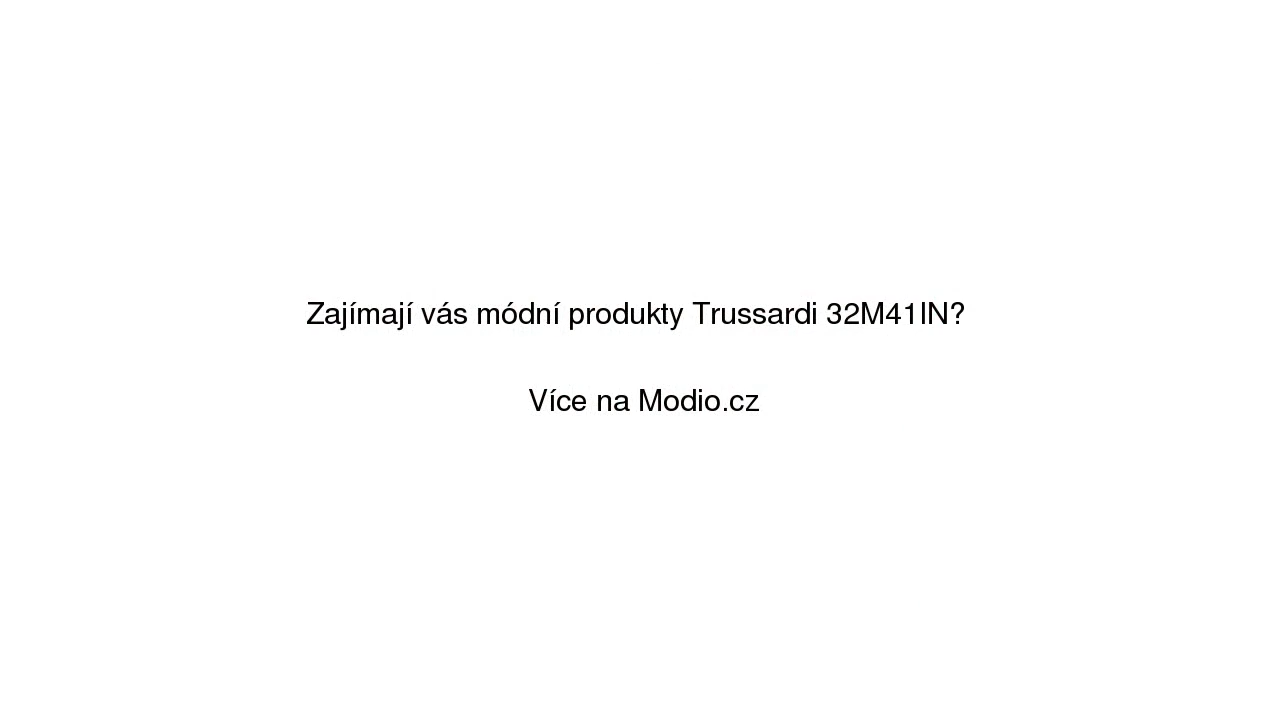 Zajímají vás módní produkty Trussardi 32M41IN?
Více na Modio.cz